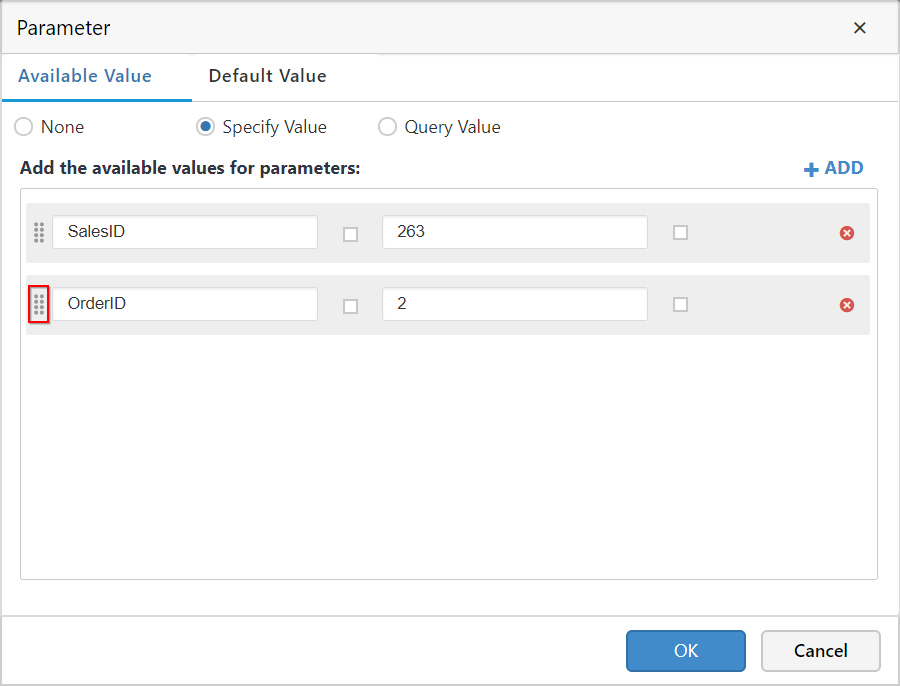 Parameter
Available Value Default Value
None Specify Value Query Value
Add the available values for parameters: ADD
SalesID 263
OrderID 2
OK Cancel